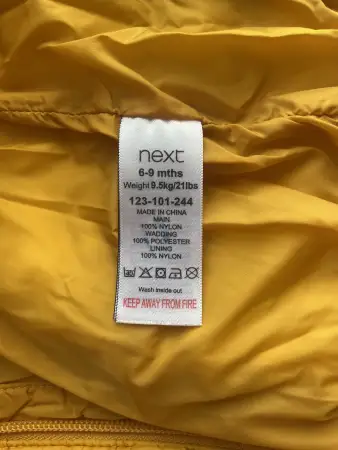 next
6-9 mths
Weight 9.5kg/21lbs
123-101-244
MADE IN CHINA
MAIN
100% NYLON
WADDING
100% POLYESTER
LINING
100% NYLON
Wash inside out
KEEP AWAY FROM FIRE